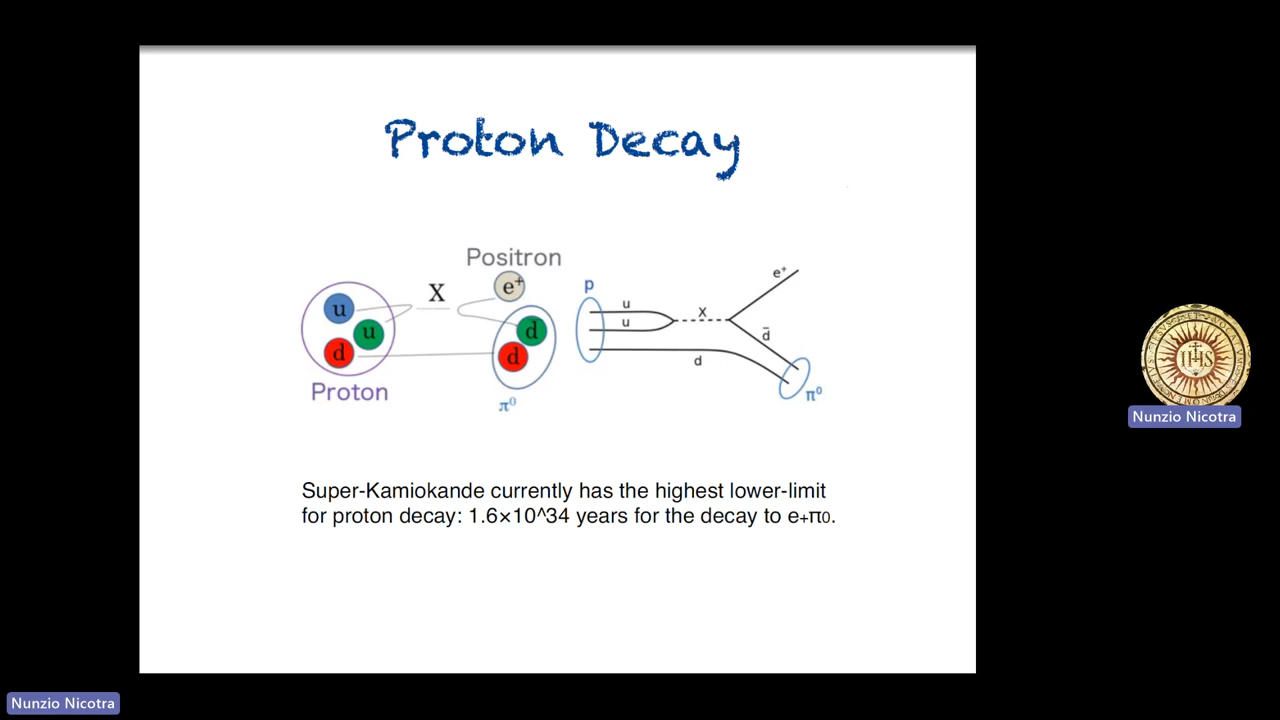 Proton Decay
Positron
X
e⁺
u
u
d
d
d
Proton
π⁰
p
u
u
X
e⁺
d̄
d
π⁰
Super-Kamiokande currently has the highest lower-limit
for proton decay: 1.6×10^34 years for the decay to e+π0.
IHS
Nunzio Nicotra
Nunzio Nicotra